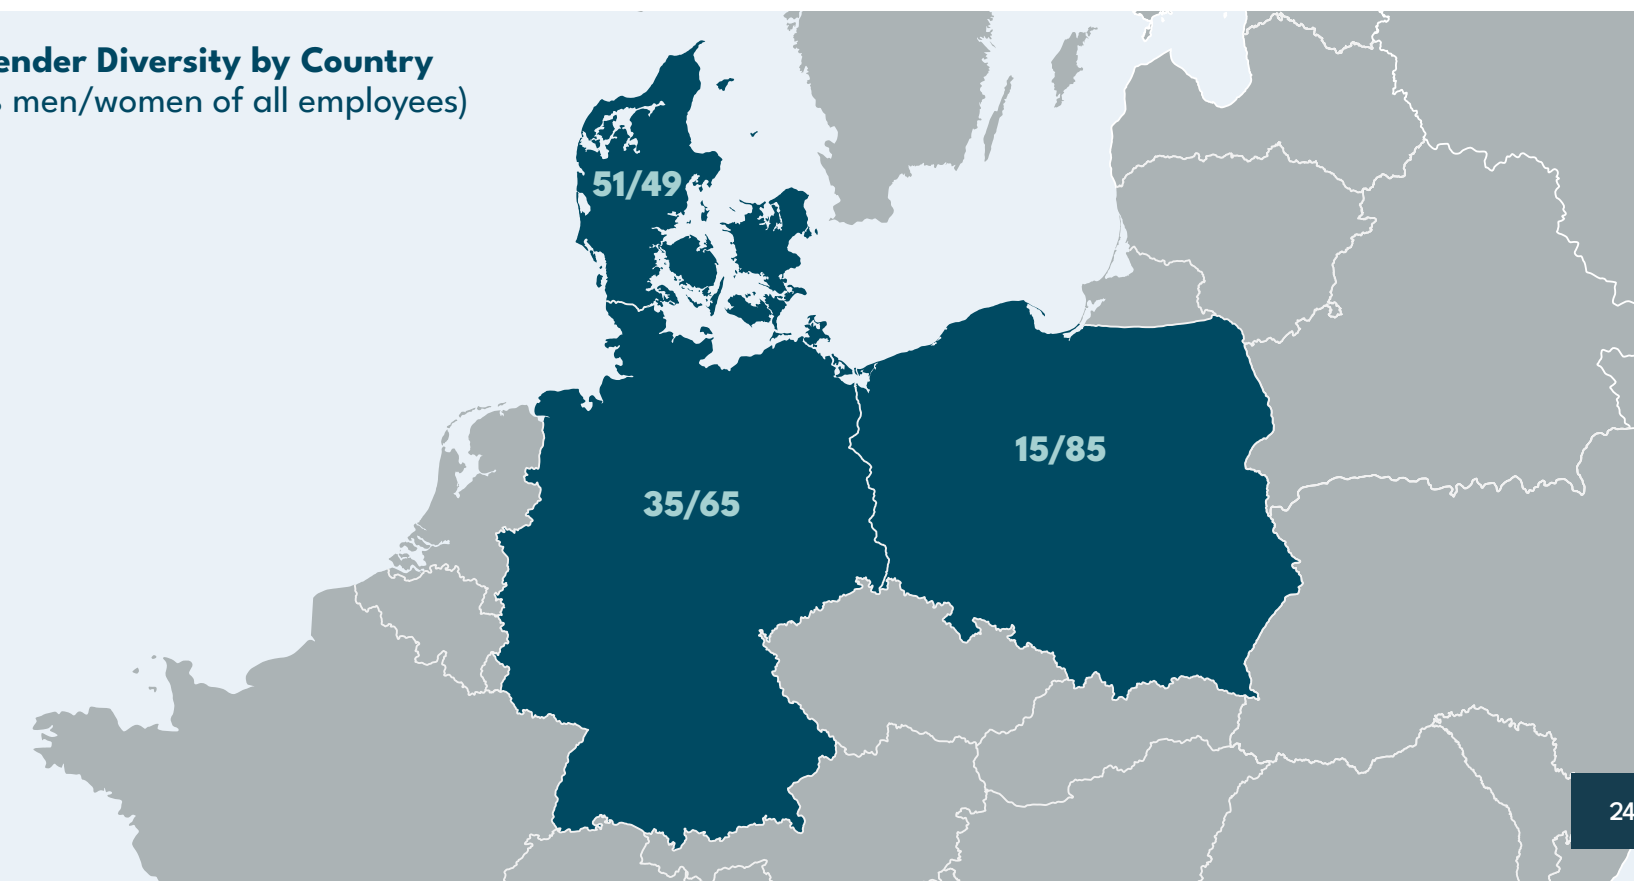 ender Diversity by Country
men/women of all employees)
51/49
15/85
35/65
24